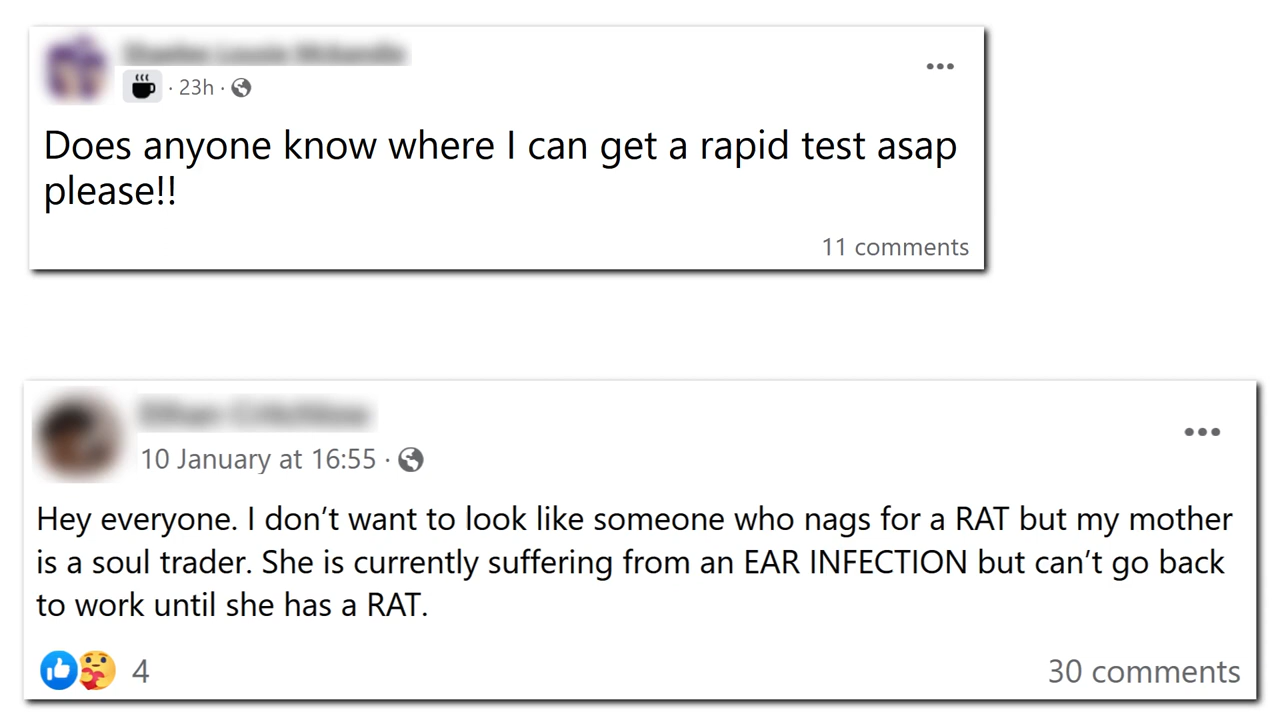 · 23h ·
Does anyone know where I can get a rapid test asap
please!!
11 comments
10 January at 16:55 ·
Hey everyone. I don’t want to look like someone who nags for a RAT but my mother
is a soul trader. She is currently suffering from an EAR INFECTION but can’t go back
to work until she has a RAT.
4
30 comments